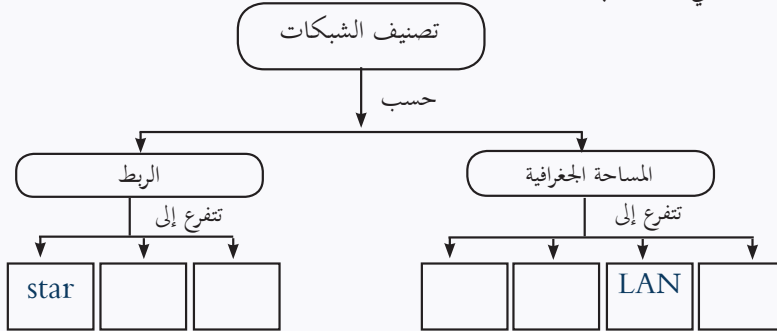 تصنيف الشبكات
حسب
المساحة الجغرافية
الربط
تتفرع إلى
تتفرع إلى
LAN
star